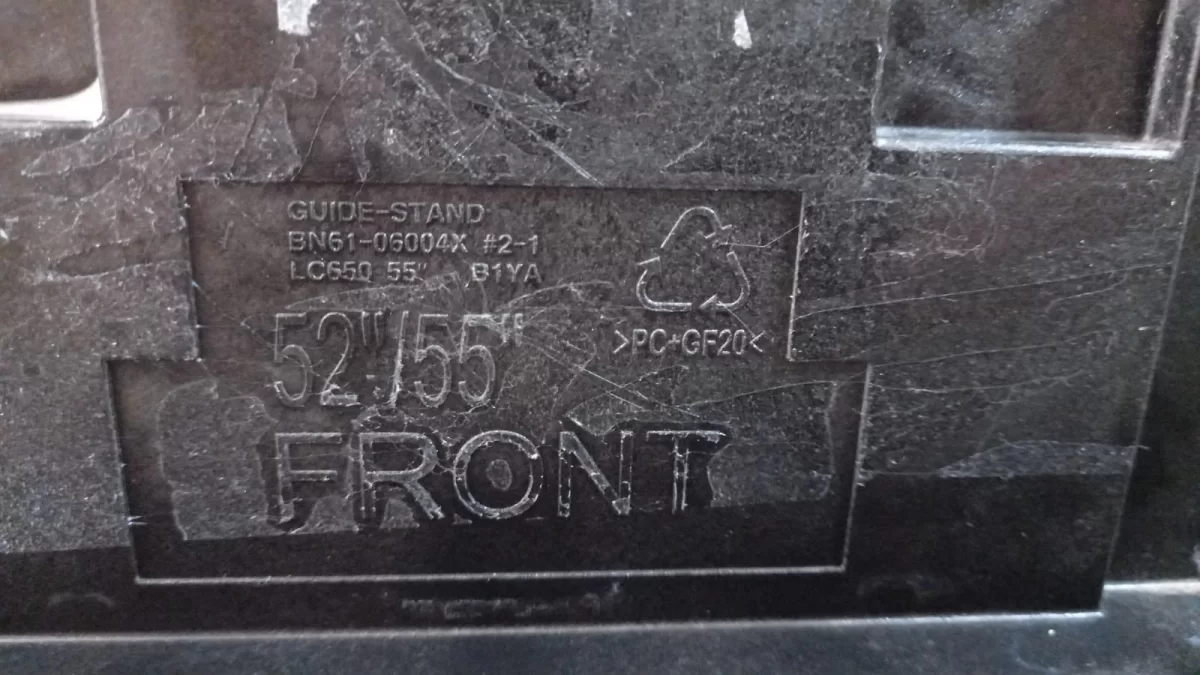 GUIDE-STAND
BN61-06004X #2-1
LC650 55" B1YA
52"/55"
>PC+GF20<
FRONT